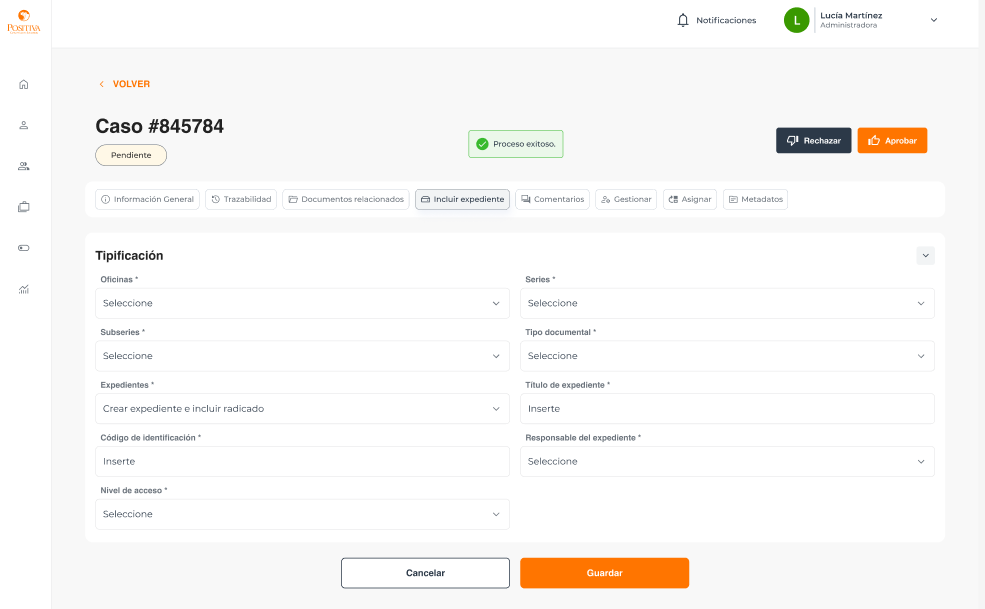 POSITIVA
Notificaciones
L
Lucía Martínez
Administradora
VOLVER
Caso #845784
Pendiente
Proceso exitoso.
Rechazar
Aprobar
Información General
Trazabilidad
Documentos relacionados
Incluir expediente
Comentarios
Gestionar
Asignar
Metadatos
Tipificación
Oficinas *
Seleccione
Series *
Seleccione
Subseries *
Seleccione
Tipo documental *
Seleccione
Expedientes *
Crear expediente e incluir radicado
Título de expediente *
Inserte
Código de identificación *
Inserte
Responsable del expediente *
Seleccione
Nivel de acceso *
Seleccione
Cancelar
Guardar